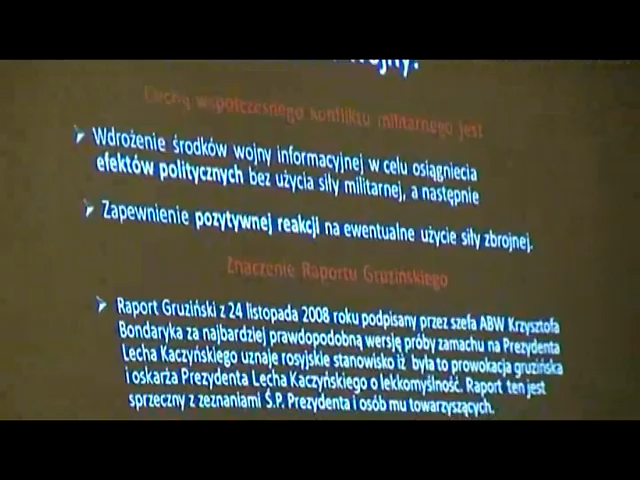 wojny.
Cechą współczesnego konfliktu militarnego jest
Wdrożenie środków wojny informacyjnej w celu osiągniecia
efektów politycznych bez użycia siły militarnej, a następnie
Zapewnienie pozytywnej reakcji na ewentualne użycie siły zbrojnej.
Znaczenie Raportu Gruzińskiego
Raport Gruziński z 24 listopada 2008 roku podpisany przez szefa ABW Krzysztofa
Bondaryka za najbardziej prawdopodobną wersję próby zamachu na Prezydenta
Lecha Kaczyńskiego uznaje rosyjskie stanowisko iż była to prowokacja gruzińska
i oskarża Prezydenta Lecha Kaczyńskiego o lekkomyślność. Raport ten jest
sprzeczny z zeznaniami Ś.P. Prezydenta i osób mu towarzyszących.